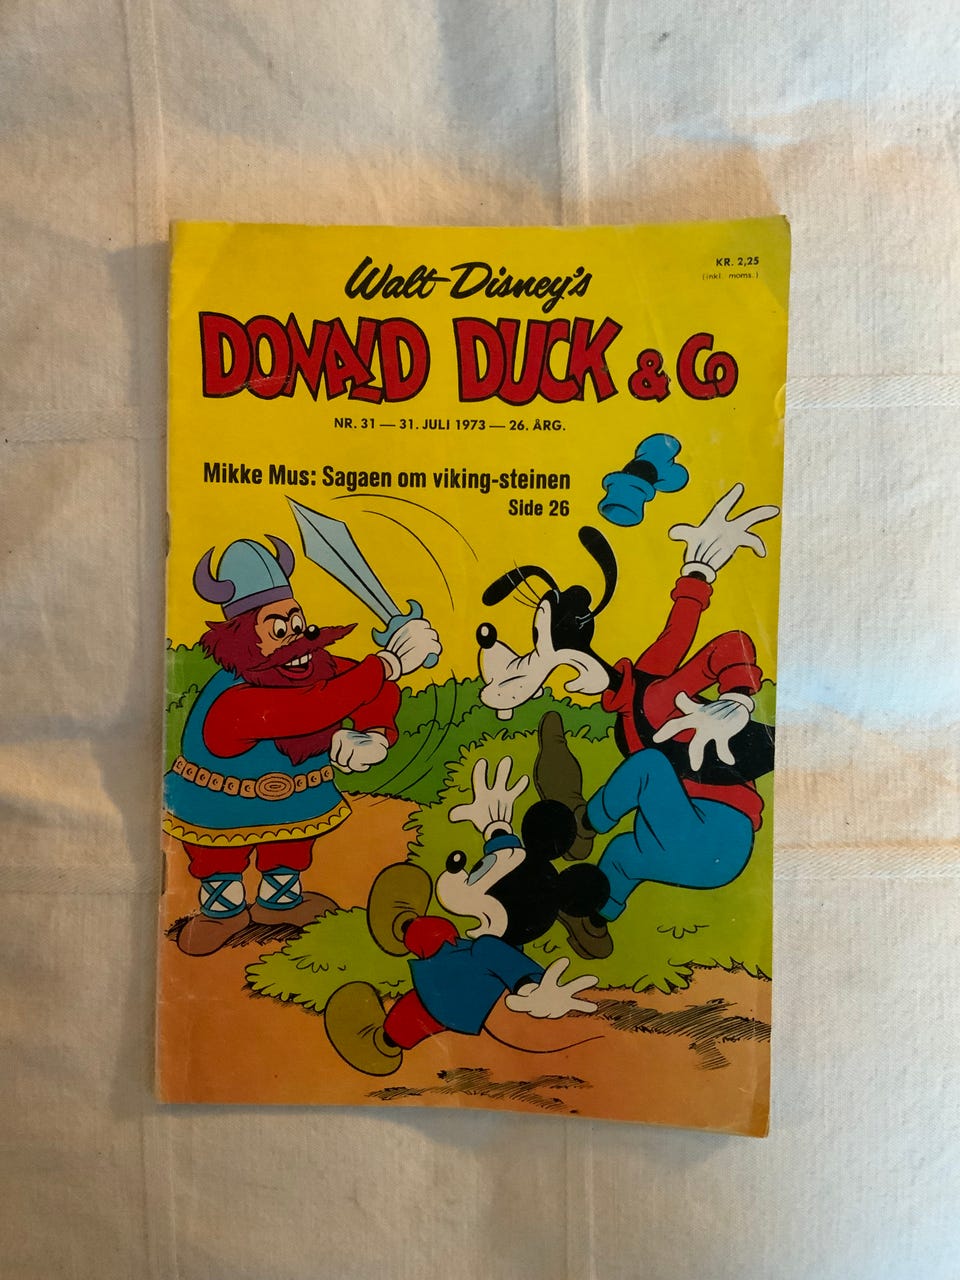 Walt Disney's
KR. 2,25
(inkl. moms.)
DONALD DUCK & Co
NR. 31 — 31. JULI 1973 — 26. ÅRG.
Mikke Mus: Sagaen om viking-steinen
Side 26